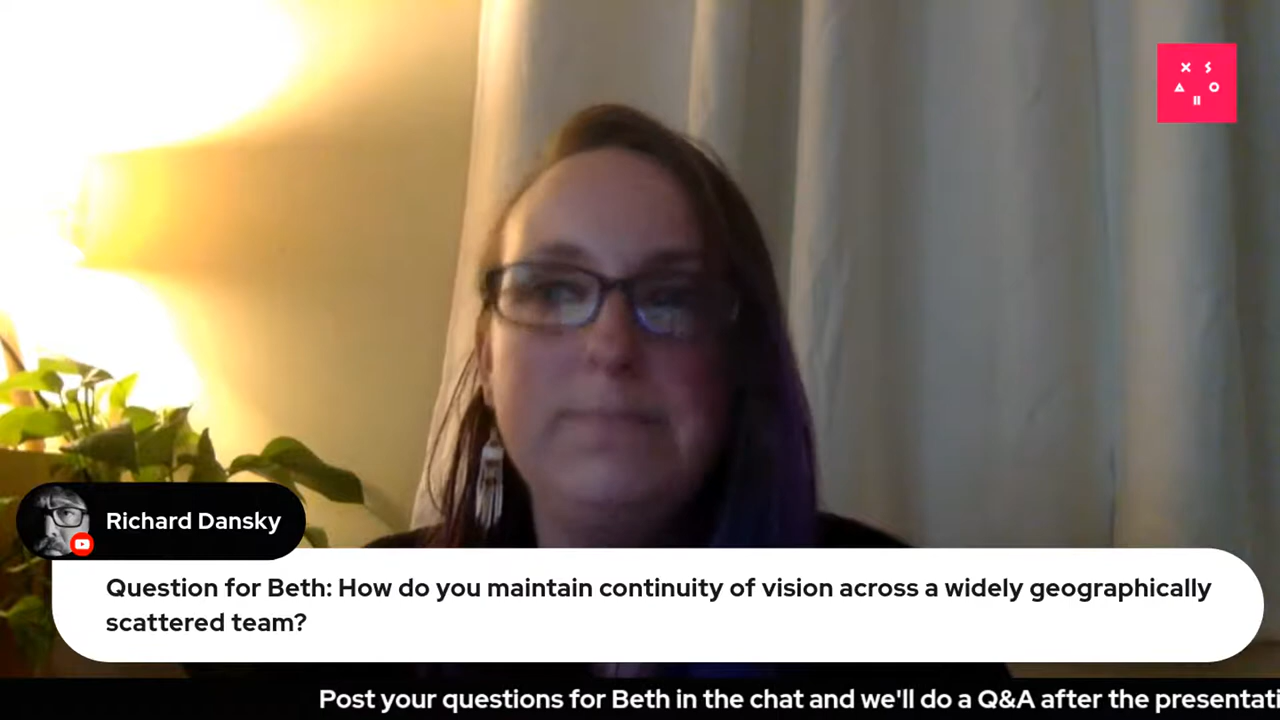 Richard Dansky
Question for Beth: How do you maintain continuity of vision across a widely geographically
scattered team?
Post your questions for Beth in the chat and we'll do a Q&A after the